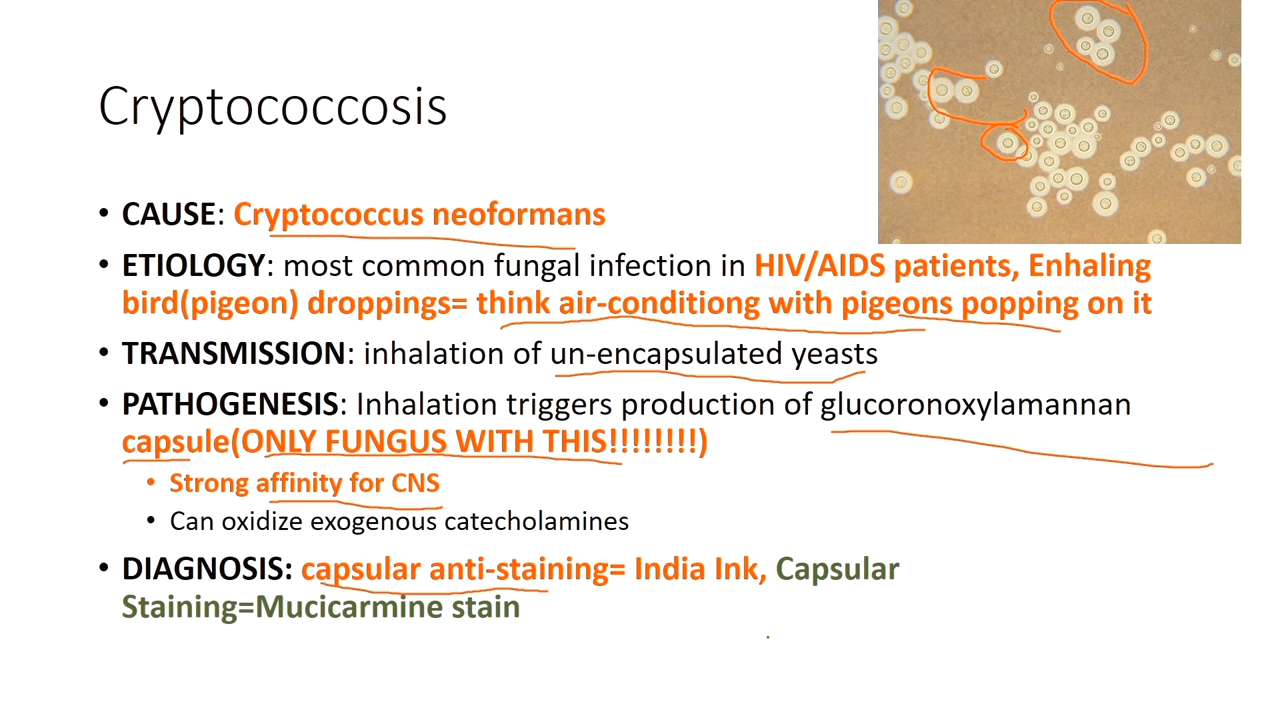 Cryptococcosis
• CAUSE: Cryptococcus neoformans
• ETIOLOGY: most common fungal infection in HIV/AIDS patients, Enhaling
bird(pigeon) droppings= think air-conditiong with pigeons popping on it
• TRANSMISSION: inhalation of un-encapsulated yeasts
• PATHOGENESIS: Inhalation triggers production of glucoronoxylamannan
capsule(ONLY FUNGUS WITH THIS!!!!!!!!)
• Strong affinity for CNS
• Can oxidize exogenous catecholamines
• DIAGNOSIS: capsular anti-staining= India Ink, Capsular
Staining=Mucicarmine stain